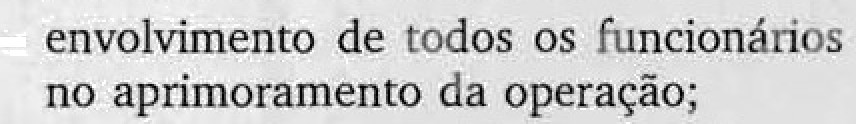 envolvimento de todos os funcionários
no aprimoramento da operação;